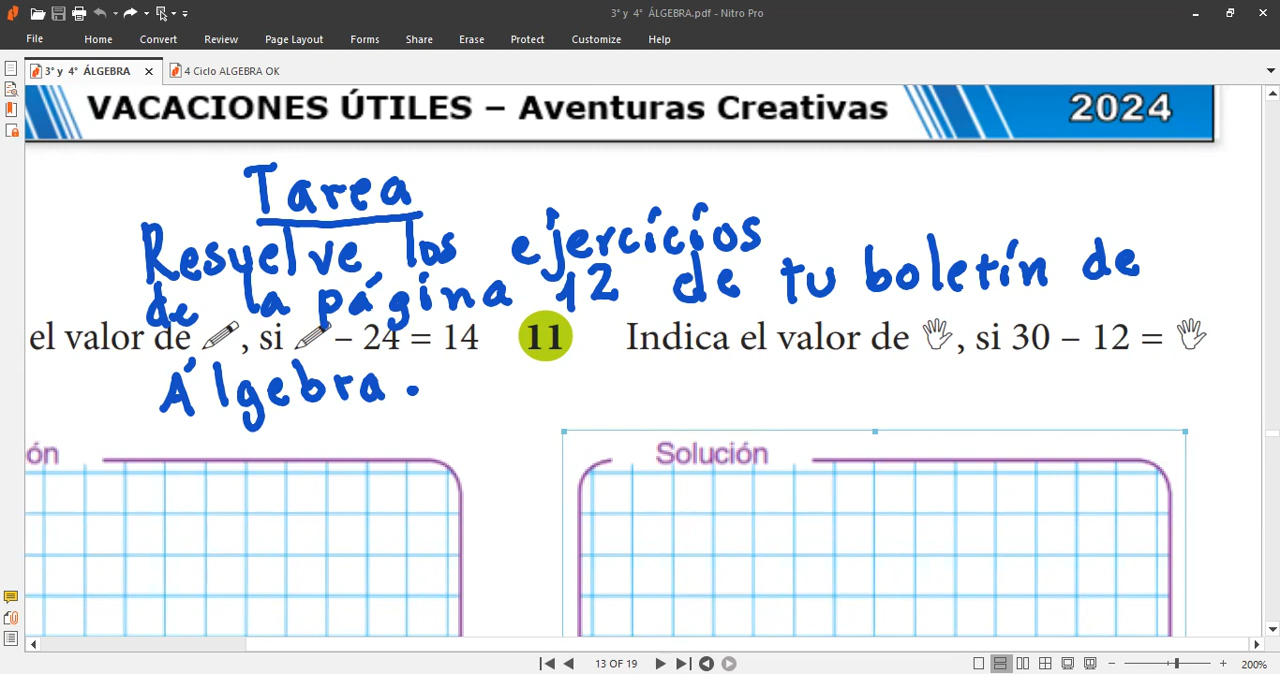 3° y  4°  ÁLGEBRA.pdf - Nitro Pro
File Home Convert Review Page Layout Forms Share Erase Protect Customize Help
3° y  4°  ÁLGEBRA
4 Ciclo ALGEBRA OK
VACACIONES ÚTILES – Aventuras Creativas 2024
Tarea
Resuelve los ejercicios
de la página 12 de tu boletín de
el valor de , si – 24 = 14
11 Indica el valor de , si 30 – 12 =
Álgebra.
ón
Solución
13 OF 19
200%